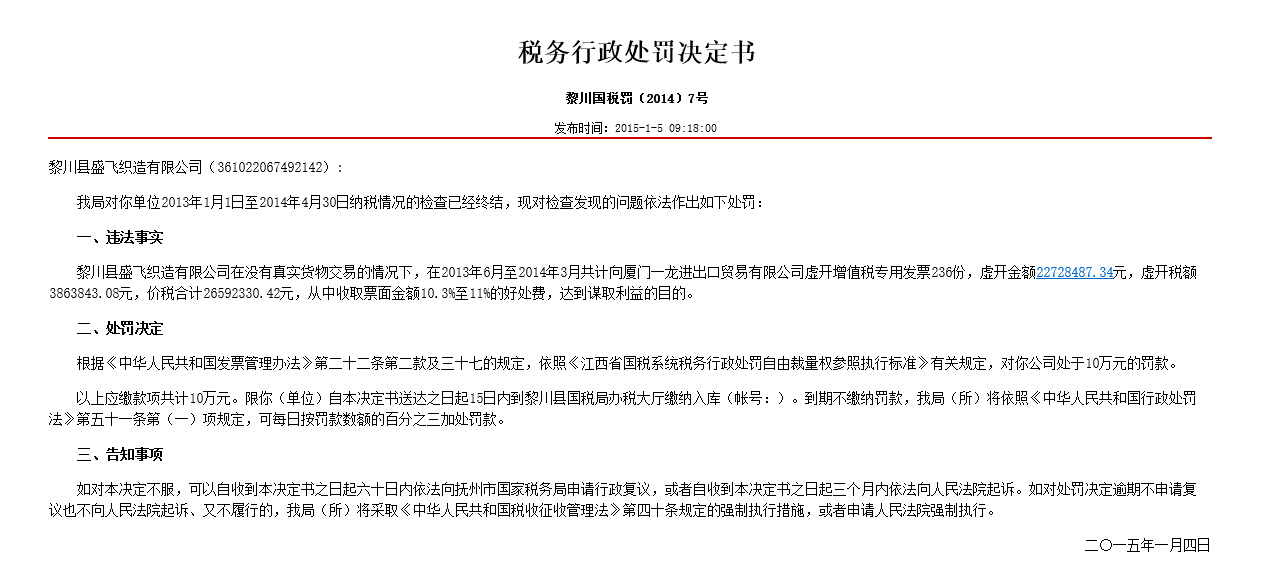 税务行政处罚决定书
黎川国税罚（2014）7号
发布时间：2015-1-5 09:18:00
黎川县盛飞织造有限公司（361022067492142）：
我局对你单位2013年1月1日至2014年4月30日纳税情况的检查已经终结，现对检查发现的问题依法作出如下处罚：
一、违法事实
黎川县盛飞织造有限公司在没有真实货物交易的情况下，在2013年6月至2014年3月共计向厦门一龙进出口贸易有限公司虚开增值税专用发票236份，虚开金额22728487.34元，虚开税额
3863843.08元，价税合计26592330.42元，从中收取票面金额10.3%至11%的好处费，达到谋取利益的目的。
二、处罚决定
根据《中华人民共和国发票管理办法》第二十二条第二款及三十七的规定，依照《江西省国税系统税务行政处罚自由裁量权参照执行标准》有关规定，对你公司处于10万元的罚款。
以上应缴款项共计10万元。限你（单位）自本决定书送达之日起15日内到黎川县国税局办税大厅缴纳入库（帐号：）。到期不缴纳罚款，我局（所）将依照《中华人民共和国行政处罚
法》第五十一条第（一）项规定，可每日按罚款数额的百分之三加处罚款。
三、告知事项
如对本决定不服，可以自收到本决定书之日起六十日内依法向抚州市国家税务局申请行政复议，或者自收到本决定书之日起三个月内依法向人民法院起诉。如对处罚决定逾期不申请复
议也不向人民法院起诉、又不履行的，我局（所）将采取《中华人民共和国税收征收管理法》第四十条规定的强制执行措施，或者申请人民法院强制执行。
二〇一五年一月四日